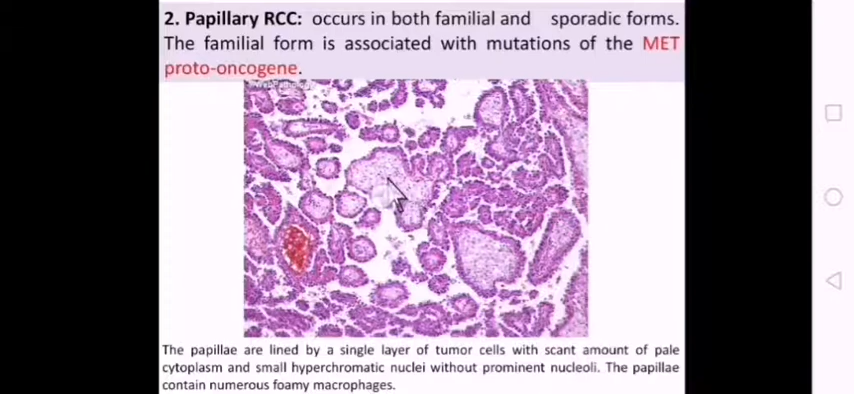 2. Papillary RCC: occurs in both familial and sporadic forms.
The familial form is associated with mutations of the MET
proto-oncogene.
The papillae are lined by a single layer of tumor cells with scant amount of pale
cytoplasm and small hyperchromatic nuclei without prominent nucleoli. The papillae
contain numerous foamy macrophages.